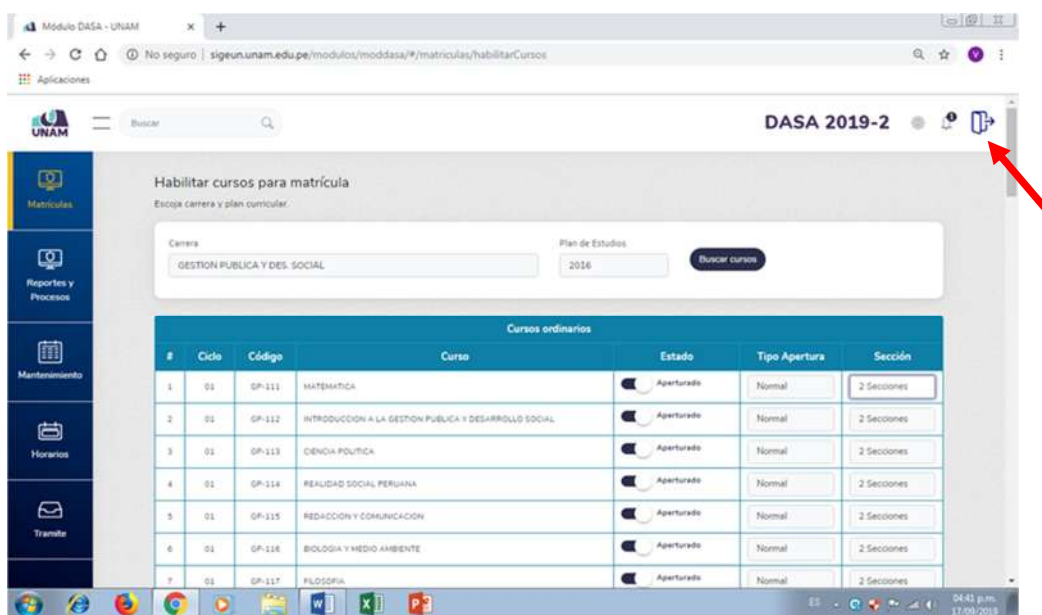 Módulo DASA - UNAM
No seguro | sigeun.unam.edu.pe/modulos/moddasa/#/matriculas/habilitarCursos
V
Aplicaciones
UNAM
Buscar
DASA 2019-2
Matrículas
Reportes y
Procesos
Mantenimiento
Horarios
Tramite
Habilitar cursos para matrícula
Escoja carrera y plan curricular.
Carrera
Plan de Estudios
GESTION PUBLICA Y DES. SOCIAL
2016
Buscar cursos
Cursos ordinarios
# Ciclo Código Curso Estado Tipo Apertura Sección
1 01 GP-111 MATEMATICA Aperturado Normal 2 Secciones
2 01 GP-112 INTRODUCCION A LA GESTION PUBLICA Y DESARROLLO SOCIAL Aperturado Normal 2 Secciones
3 01 GP-113 CIENCIA POLITICA Aperturado Normal 2 Secciones
4 01 GP-114 REALIDAD SOCIAL PERUANA Aperturado Normal 2 Secciones
5 01 GP-115 REDACCION Y COMUNICACION Aperturado Normal 2 Secciones
6 01 GP-116 BIOLOGIA Y MEDIO AMBIENTE Aperturado Normal 2 Secciones
7 01 GP-117 FILOSOFIA Aperturado Normal 2 Secciones
ES
04:41 p.m.
17/09/2019